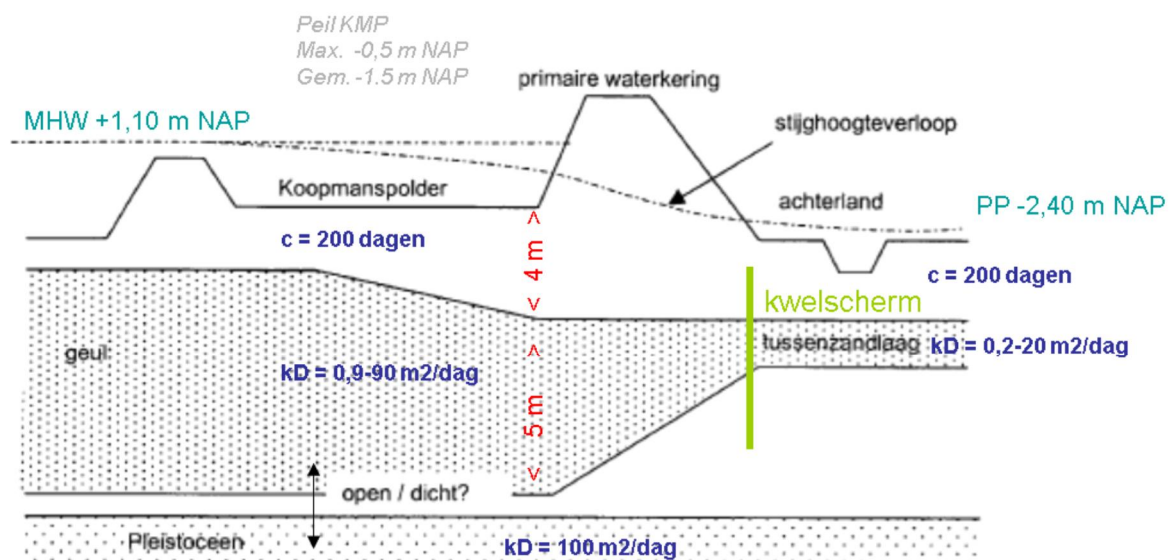 Peil KMP
Max. -0,5 m NAP
Gem. -1.5 m NAP
primaire waterkering
MHW +1,10 m NAP
stijghoogteverloop
Koopmanspolder
achterland
PP -2,40 m NAP
c = 200 dagen
< 4 m >
c = 200 dagen
kwelscherm
geul
tussenzandlaag
kD = 0,2-20 m2/dag
kD = 0,9-90 m2/dag
< 5 m >
open / dicht?
Pleistoceen
kD = 100 m2/dag